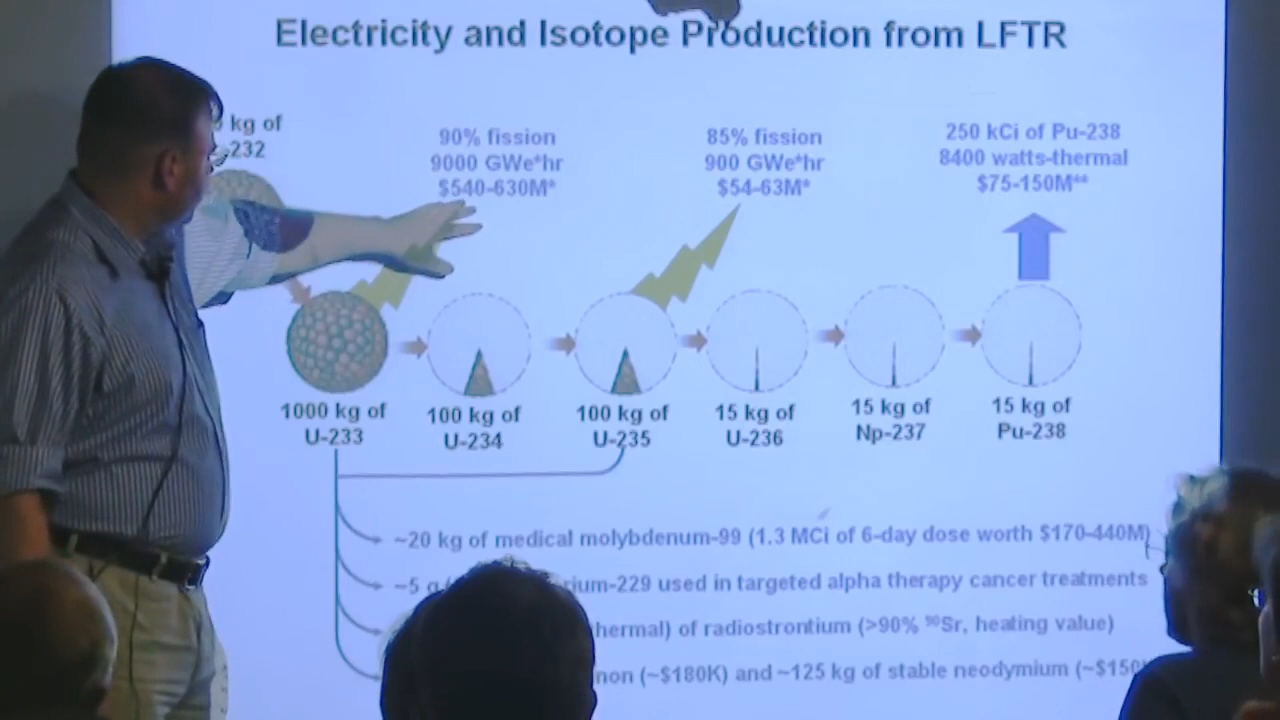 Electricity and Isotope Production from LFTR
kg of
232
90% fission
9000 GWe*hr
$540-630M*
85% fission
900 GWe*hr
$54-63M*
250 kCi of Pu-238
8400 watts-thermal
$75-150M**
1000 kg of
U-233
100 kg of
U-234
100 kg of
U-235
15 kg of
U-236
15 kg of
Np-237
15 kg of
Pu-238
~20 kg of medical molybdenum-99 (1.3 MCi of 6-day dose worth $170-440M)
~5 g ium-229 used in targeted alpha therapy cancer treatments
hermal) of radiostrontium (>90% ⁹⁰Sr, heating value)
non (~$180K) and ~125 kg of stable neodymium (~$150